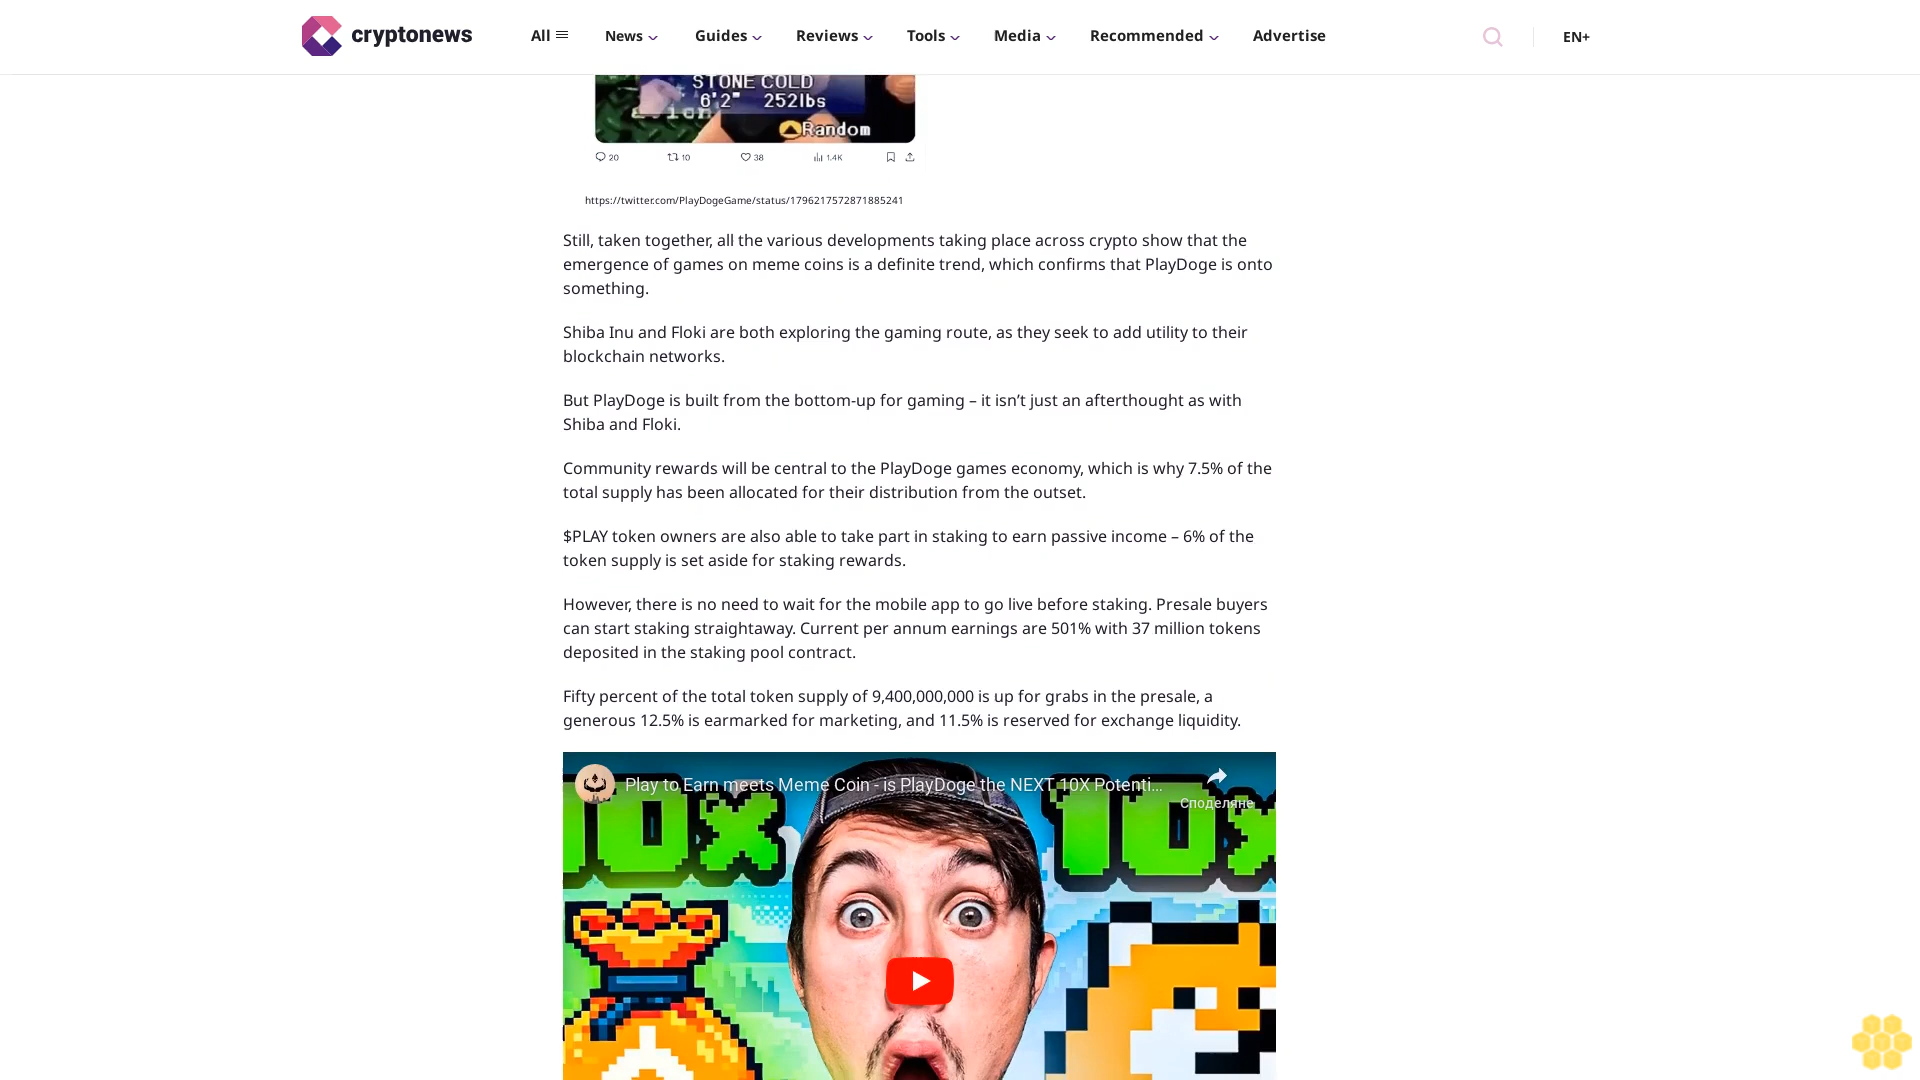 cryptonews
All
News
Guides
Reviews
Tools
Media
Recommended
Advertise
EN+
STONE COLD
6'2" 252lbs
Random
20 10 38 1.4K
https://twitter.com/PlayDogeGame/status/1796217572871885241
Still, taken together, all the various developments taking place across crypto show that the
emergence of games on meme coins is a definite trend, which confirms that PlayDoge is onto
something.
Shiba Inu and Floki are both exploring the gaming route, as they seek to add utility to their
blockchain networks.
But PlayDoge is built from the bottom-up for gaming – it isn’t just an afterthought as with
Shiba and Floki.
Community rewards will be central to the PlayDoge games economy, which is why 7.5% of the
total supply has been allocated for their distribution from the outset.
$PLAY token owners are also able to take part in staking to earn passive income – 6% of the
token supply is set aside for staking rewards.
However, there is no need to wait for the mobile app to go live before staking. Presale buyers
can start staking straightaway. Current per annum earnings are 501% with 37 million tokens
deposited in the staking pool contract.
Fifty percent of the total token supply of 9,400,000,000 is up for grabs in the presale, a
generous 12.5% is earmarked for marketing, and 11.5% is reserved for exchange liquidity.
Play to Earn meets Meme Coin - is PlayDoge the NEXT 10X Potenti...
Споделяне
10x
10x